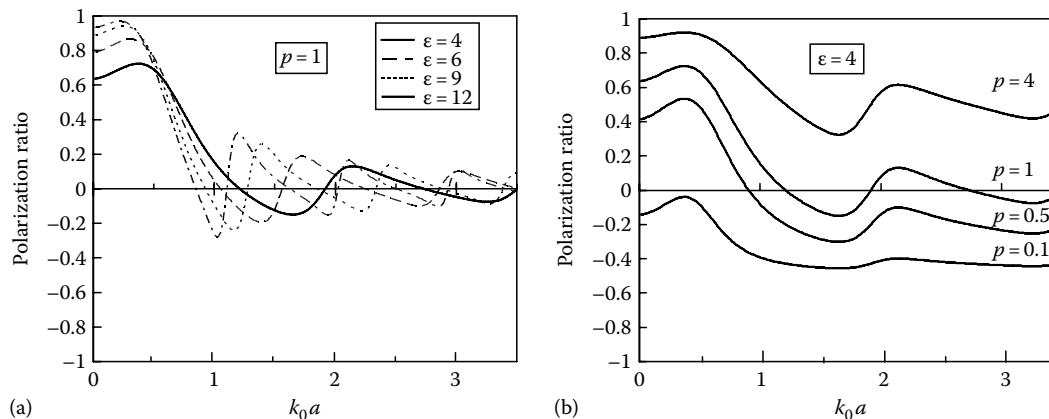 1
0.8
0.6
0.4
0.2
0
−0.2
−0.4
−0.6
−0.8
−1
Polarization ratio
p = 1
ε = 4
ε = 6
ε = 9
ε = 12
0 1 2 3
k₀a
(a)
1
0.8
0.6
0.4
0.2
0
−0.2
−0.4
−0.6
−0.8
−1
Polarization ratio
ε = 4
p = 4
p = 1
p = 0.5
p = 0.1
0 1 2 3
k₀a
(b)